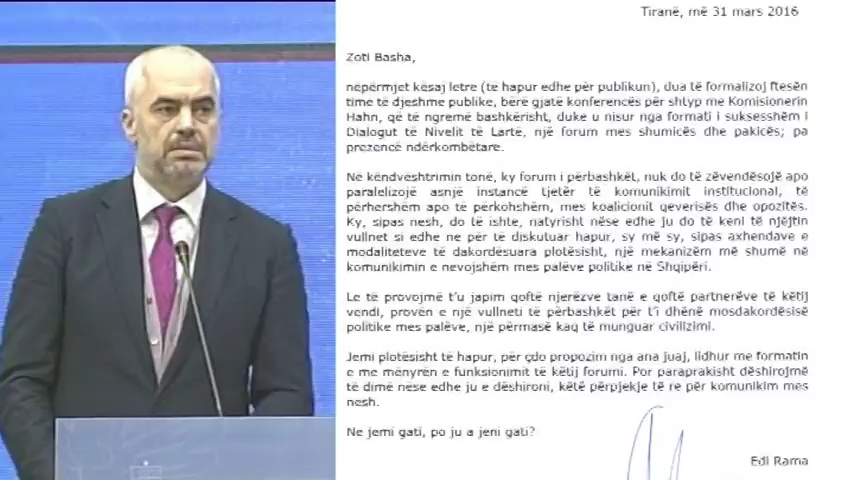 Tiranë, më 31 mars 2016
Zoti Basha,
nëpërmjet kësaj letre (të hapur edhe për publikun), dua të formalizoj ftesën
time të djeshme publike, bërë gjatë konferencës për shtyp me Komisionerin
Hahn, që të ngremë bashkërisht, duke u nisur nga formati i suksesshëm i
Dialogut të Nivelit të Lartë, një forum mes shumicës dhe pakicës; pa
prezencë ndërkombëtare.
Në këndvështrimin tonë, ky forum i përbashkët, nuk do të zëvendësojë apo
paralelizojë asnjë instancë tjetër të komunikimit institucional, të
përhershëm apo të përkohshëm, mes koalicionit qeverisës dhe opozitës.
Ky, sipas nesh, do të ishte, natyrisht nëse edhe ju do të keni të njëjtin
vullnet si edhe ne për të diskutuar hapur, sy më sy, sipas axhendave e
modaliteteve të dakordësuara plotësisht, një mekanizëm më shumë në
komunikimin e nevojshëm mes palëve politike në Shqipëri.
Le të provojmë t'u japim qoftë njerëzve tanë e qoftë partnerëve të këtij
vendi, provën e një vullneti të përbashkët për t'i dhënë mosdakordësisë
politike mes palëve, një përmasë kaq të munguar civilizimi.
Jemi plotësisht të hapur, për çdo propozim nga ana juaj, lidhur me formatin
e me mënyrën e funksionimit të këtij forumi. Por paraprakisht dëshirojmë
të dimë nëse edhe ju e dëshironi, këtë përpjekje të re për komunikim mes
nesh.
Ne jemi gati, po ju a jeni gati?
Edi Rama